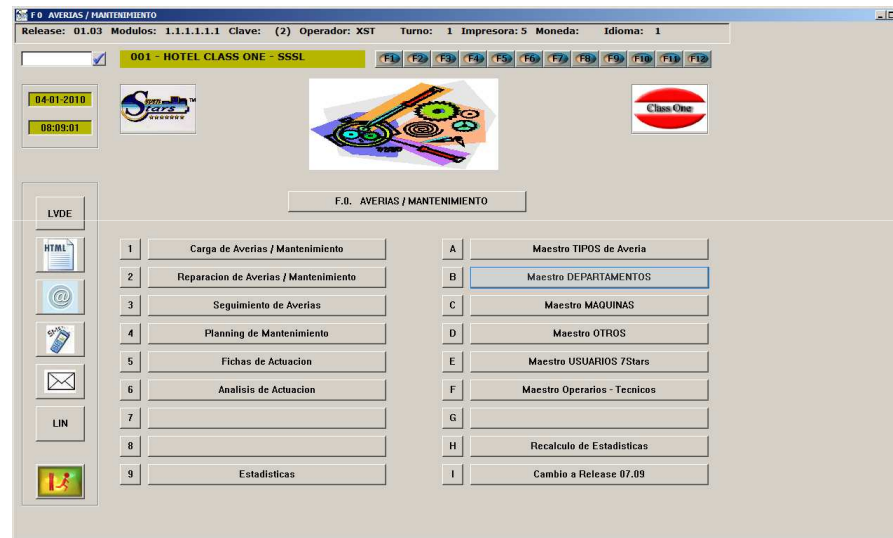 F 0 AVERIAS / MANTENIMIENTO
Release: 01.03 Modulos: 1.1.1.1.1.1 Clave: (2) Operador: XST Turno: 1 Impresora: 5 Moneda: Idioma: 1
001 - HOTEL CLASS ONE - SSSL
F1 F2 F3 F4 F5 F6 F7 F8 F9 F10 F11 F12
04-01-2010
08:09:01
Stars TM
Class One
F.0. AVERIAS / MANTENIMIENTO
LVDE
HTML
@
SMS
LIN
1 Carga de Averias / Mantenimiento
2 Reparacion de Averias / Mantenimiento
3 Seguimiento de Averias
4 Planning de Mantenimiento
5 Fichas de Actuacion
6 Analisis de Actuacion
7
8
9 Estadisticas
A Maestro TIPOS de Averia
B Maestro DEPARTAMENTOS
C Maestro MAQUINAS
D Maestro OTROS
E Maestro USUARIOS 7Stars
F Maestro Operarios - Tecnicos
G
H Recalculo de Estadisticas
I Cambio a Release 07.09